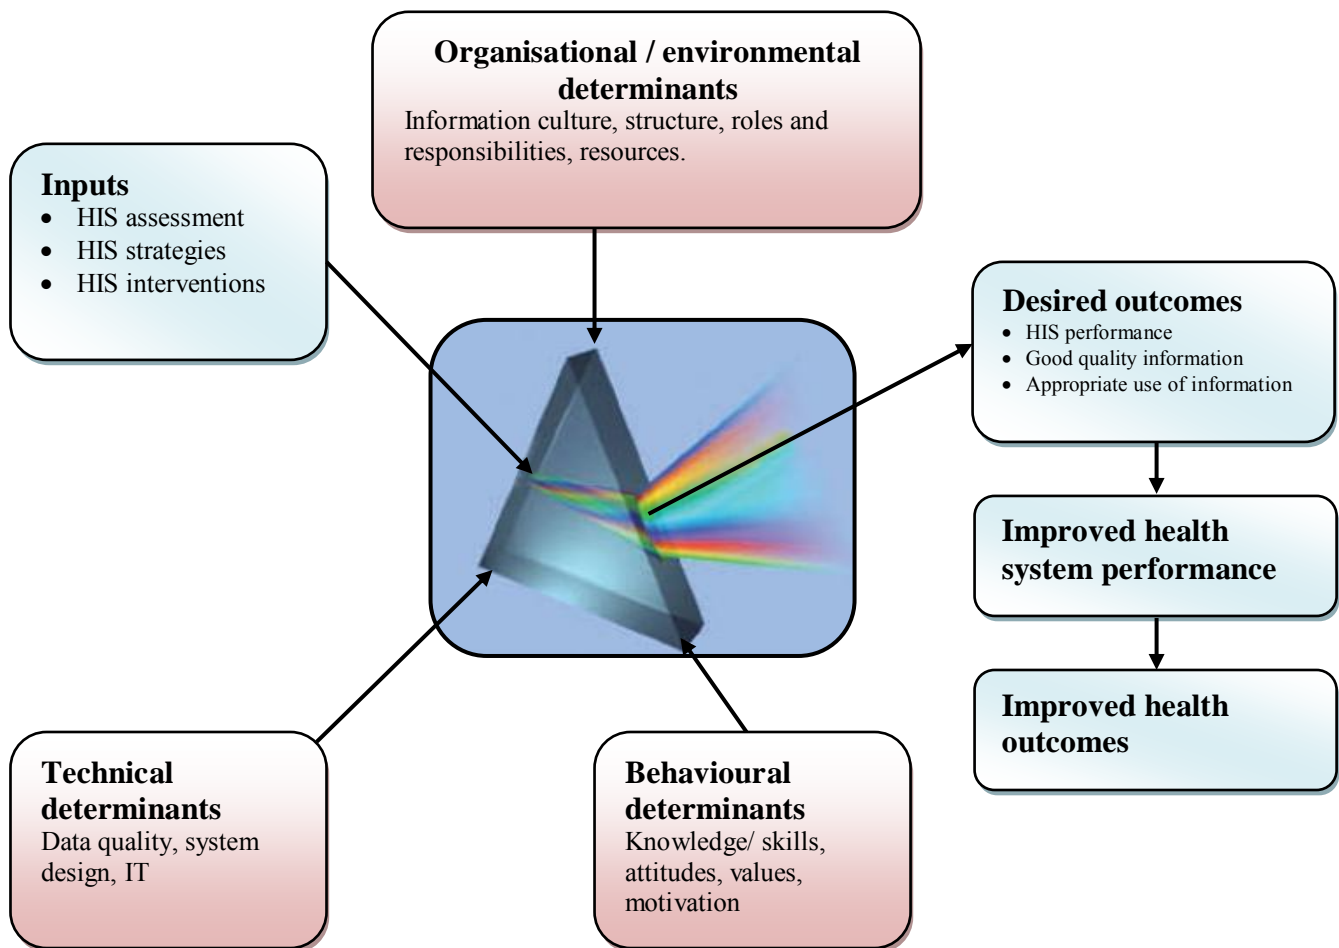 Organisational / environmental
determinants
Information culture, structure, roles and
responsibilities, resources.
Inputs
• HIS assessment
• HIS strategies
• HIS interventions
Desired outcomes
• HIS performance
• Good quality information
• Appropriate use of information
Improved health
system performance
Improved health
outcomes
Technical
determinants
Data quality, system
design, IT
Behavioural
determinants
Knowledge/ skills,
attitudes, values,
motivation